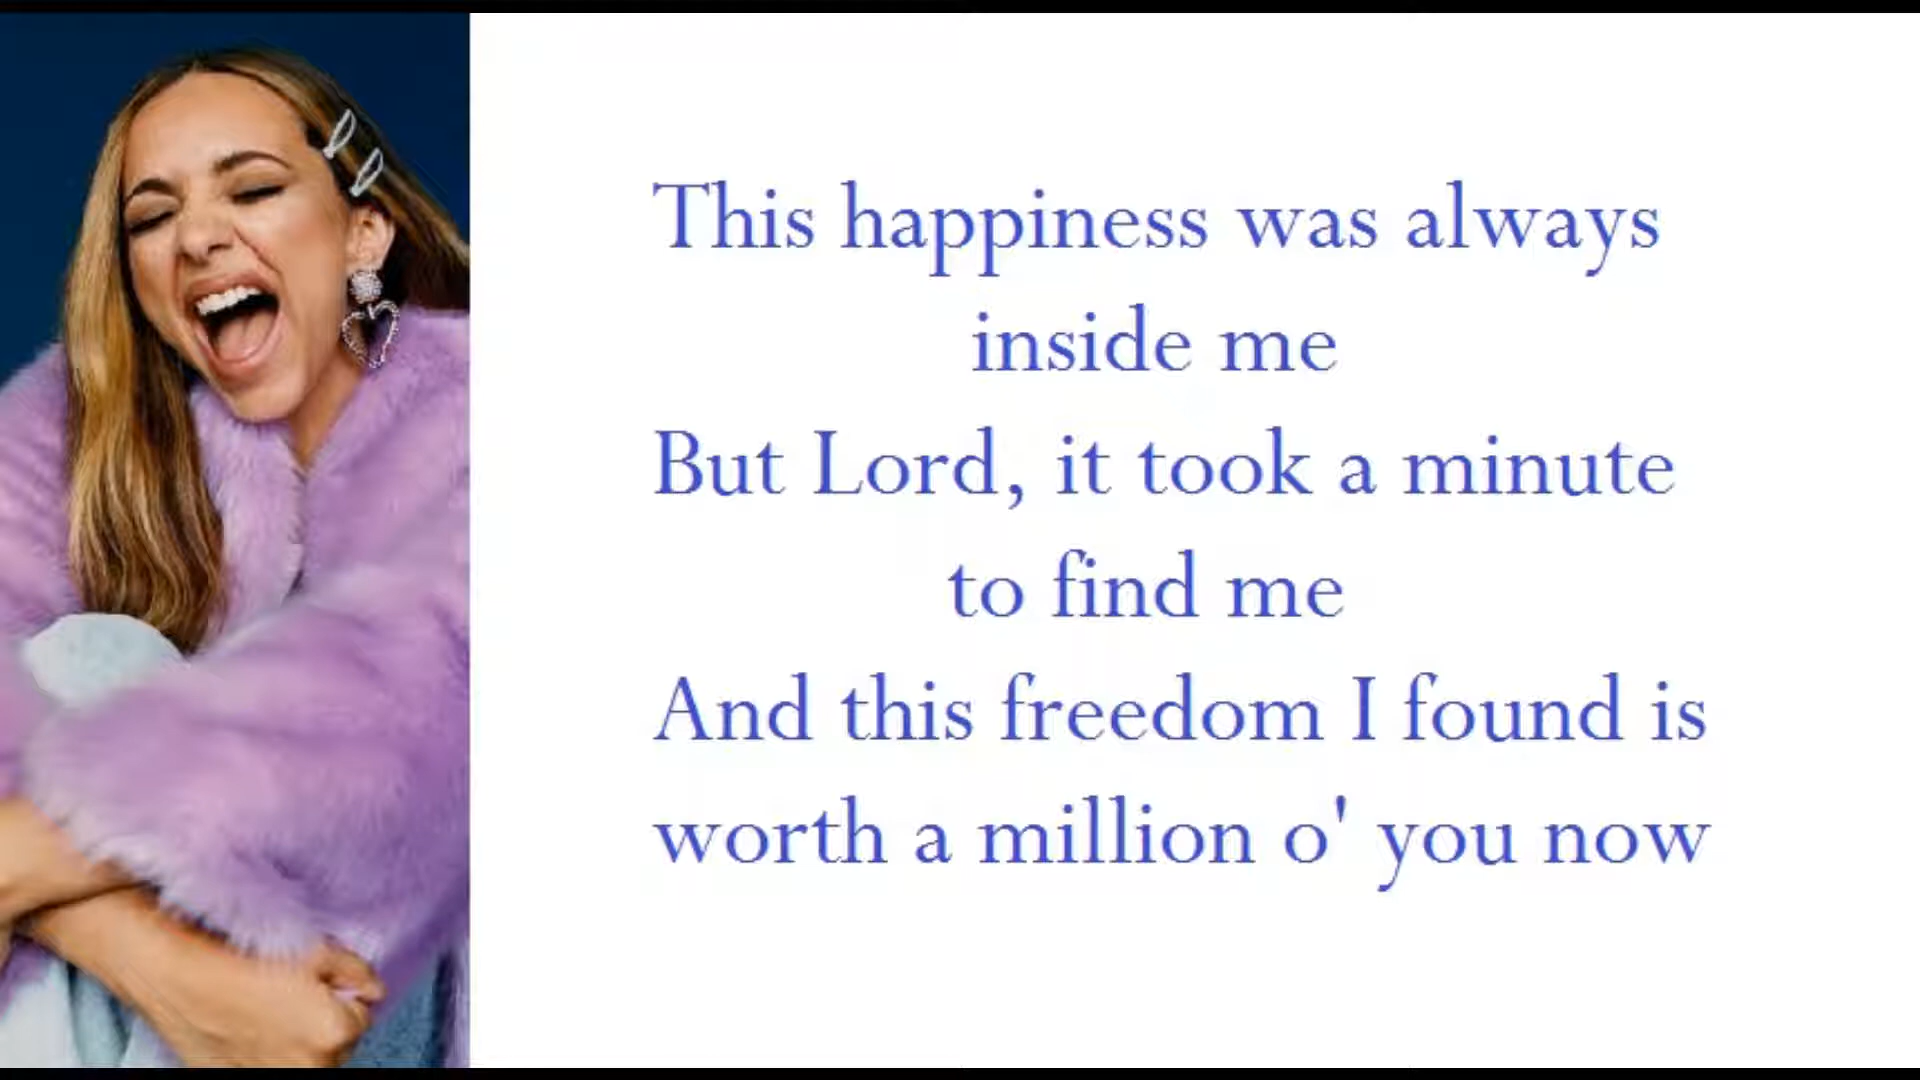 This happiness was always
inside me
But Lord, it took a minute
to find me
And this freedom I found is
worth a million o' you now